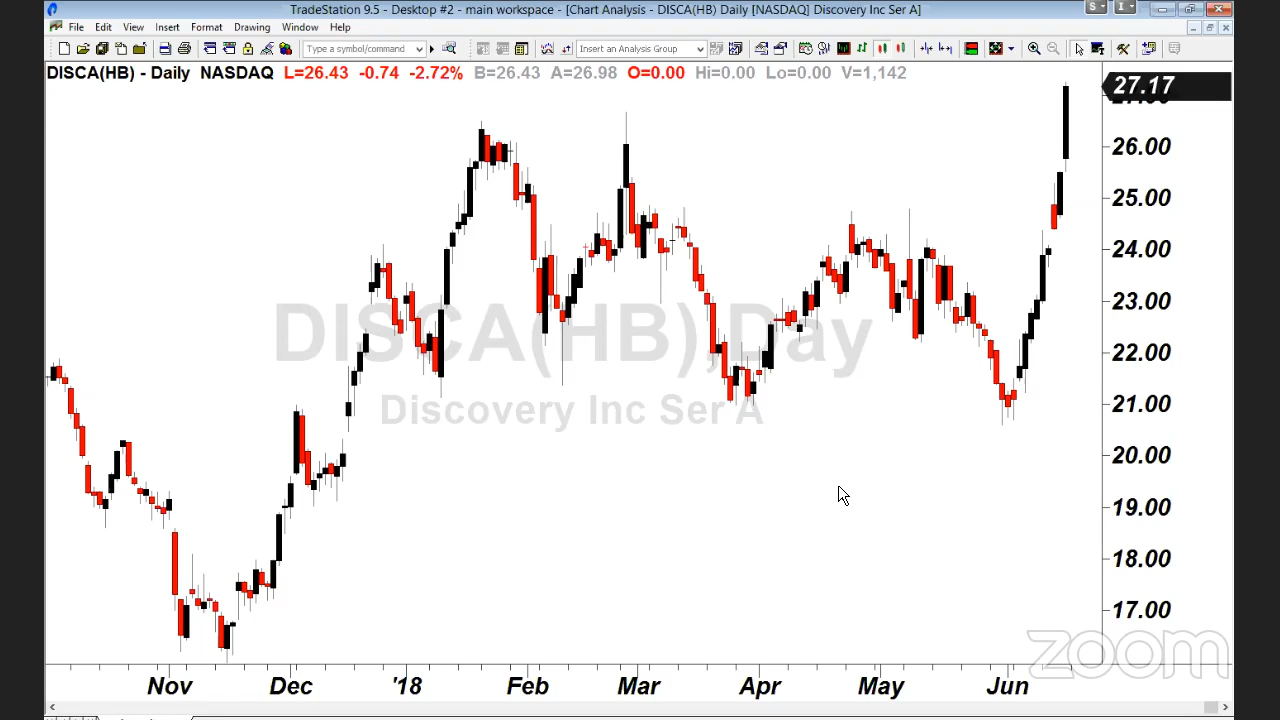 TradeStation 9.5 - Desktop #2 - main workspace - [Chart Analysis - DISCA(HB) Daily [NASDAQ] Discovery Inc Ser A]
S
I
File Edit View Insert Format Drawing Window Help
Type a symbol/command
Insert an Analysis Group
DISCA(HB) - Daily NASDAQ L=26.43 -0.74 -2.72% B=26.43 A=26.98 O=0.00 Hi=0.00 Lo=0.00 V=1,142
27.17
27.00
26.00
25.00
24.00
23.00
22.00
21.00
20.00
19.00
18.00
17.00
DISCA(HB),Day
Discovery Inc Ser A
zoom
Nov Dec '18 Feb Mar Apr May Jun